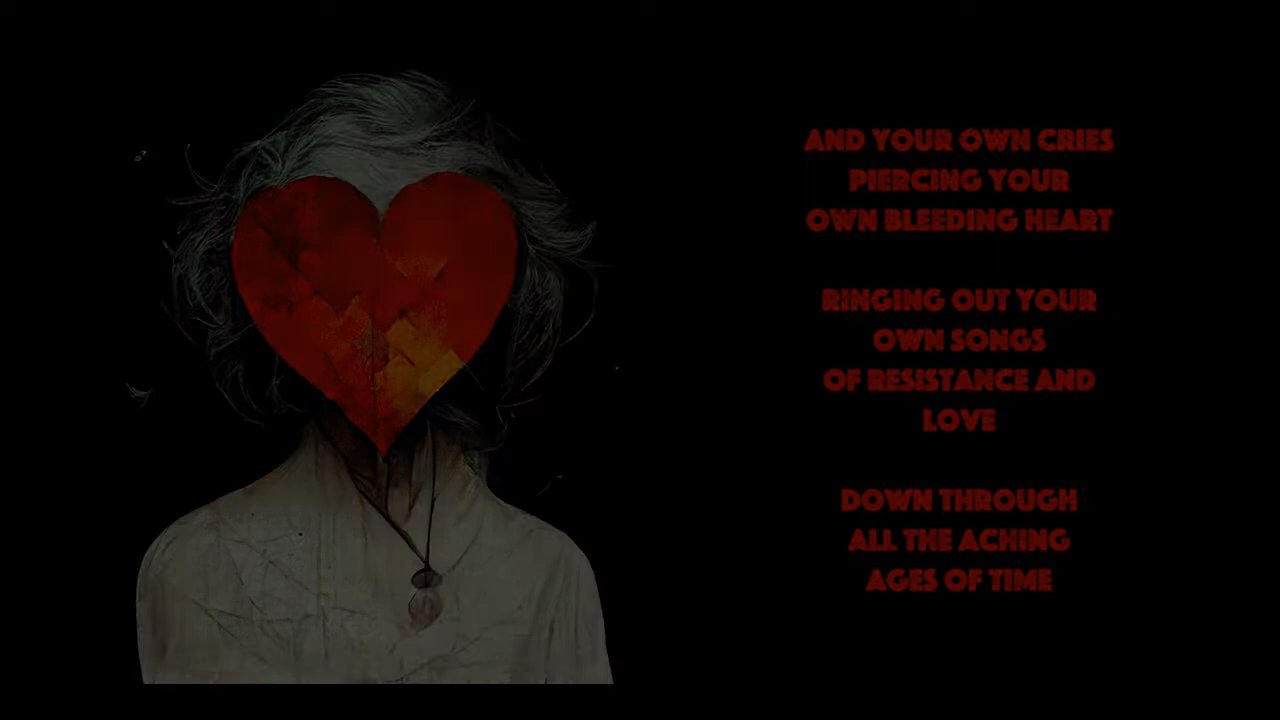 AND YOUR OWN CRIES
PIERCING YOUR
OWN BLEEDING HEART
RINGING OUT YOUR
OWN SONGS
OF RESISTANCE AND
LOVE
DOWN THROUGH
ALL THE ACHING
AGES OF TIME